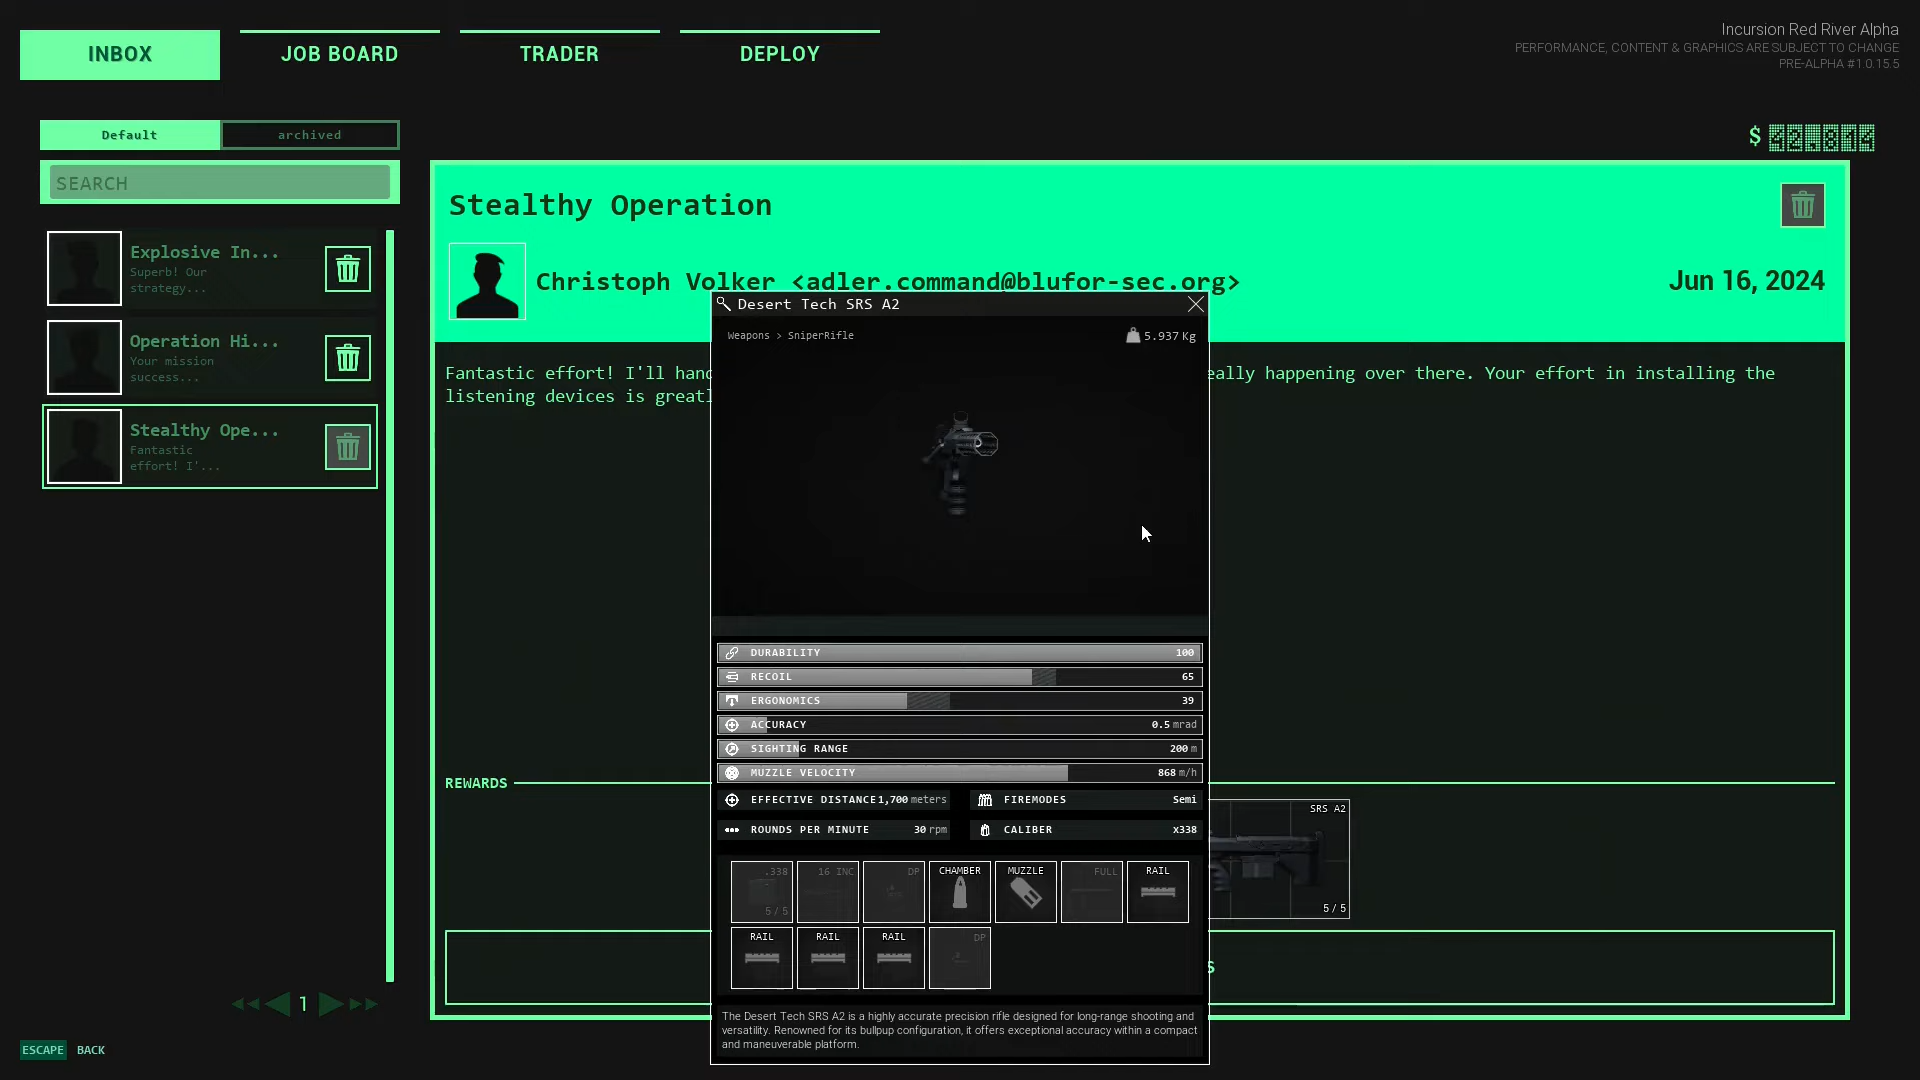 INBOX
JOB BOARD
TRADER
DEPLOY
Incursion Red River Alpha
PERFORMANCE, CONTENT & GRAPHICS ARE SUBJECT TO CHANGE
PRE-ALPHA #1.0.15.5
Default
archived
SEARCH
$
Explosive In...
Superb! Our
strategy...
Operation Hi...
Your mission
success...
Stealthy Ope...
Fantastic
effort! I'...
1
ESCAPE BACK
Stealthy Operation
Christoph Volker <adler.command@blufor-sec.org>
Jun 16, 2024
Fantastic effort! I'll hand
eally happening over there. Your effort in installing the
listening devices is greatl
REWARDS
SRS A2
5/5
S
Desert Tech SRS A2
Weapons > SniperRifle
5.937 Kg
DURABILITY 100
RECOIL 65
ERGONOMICS 39
ACCURACY 0.5 mrad
SIGHTING RANGE 200 m
MUZZLE VELOCITY 868 m/h
EFFECTIVE DISTANCE 1,700 meters
FIREMODES Semi
ROUNDS PER MINUTE 30 rpm
CALIBER x338
.338
5/5
16 INC
DP
CHAMBER
MUZZLE
FULL
RAIL
RAIL
RAIL
RAIL
DP
The Desert Tech SRS A2 is a highly accurate precision rifle designed for long-range shooting and
versatility. Renowned for its bullpup configuration, it offers exceptional accuracy within a compact
and maneuverable platform.